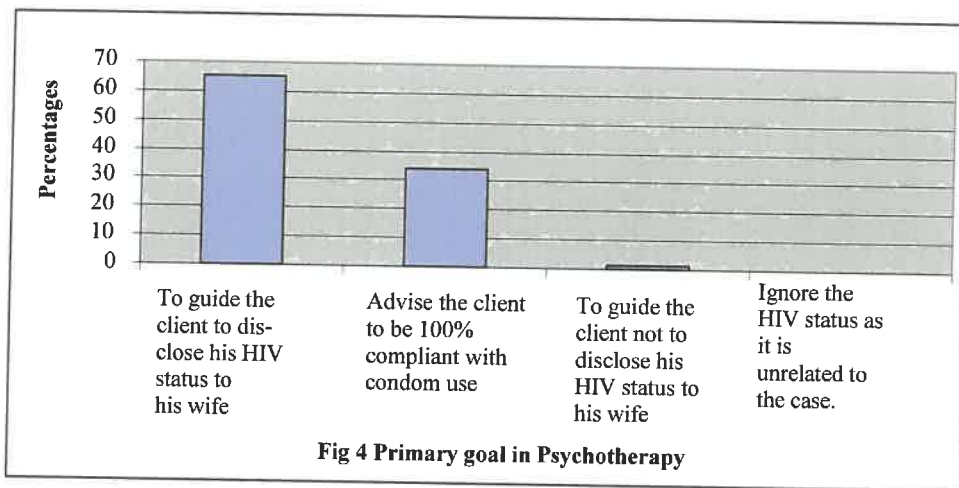 Percentages
70
60
50
40
30
20
10
0
To guide the
client to dis-
close his HIV
status to
his wife
Advise the client
to be 100%
compliant with
condom use
To guide the
client not to
disclose his
HIV status to
his wife
Ignore the
HIV status as
it is
unrelated to
the case.
Fig 4 Primary goal in Psychotherapy